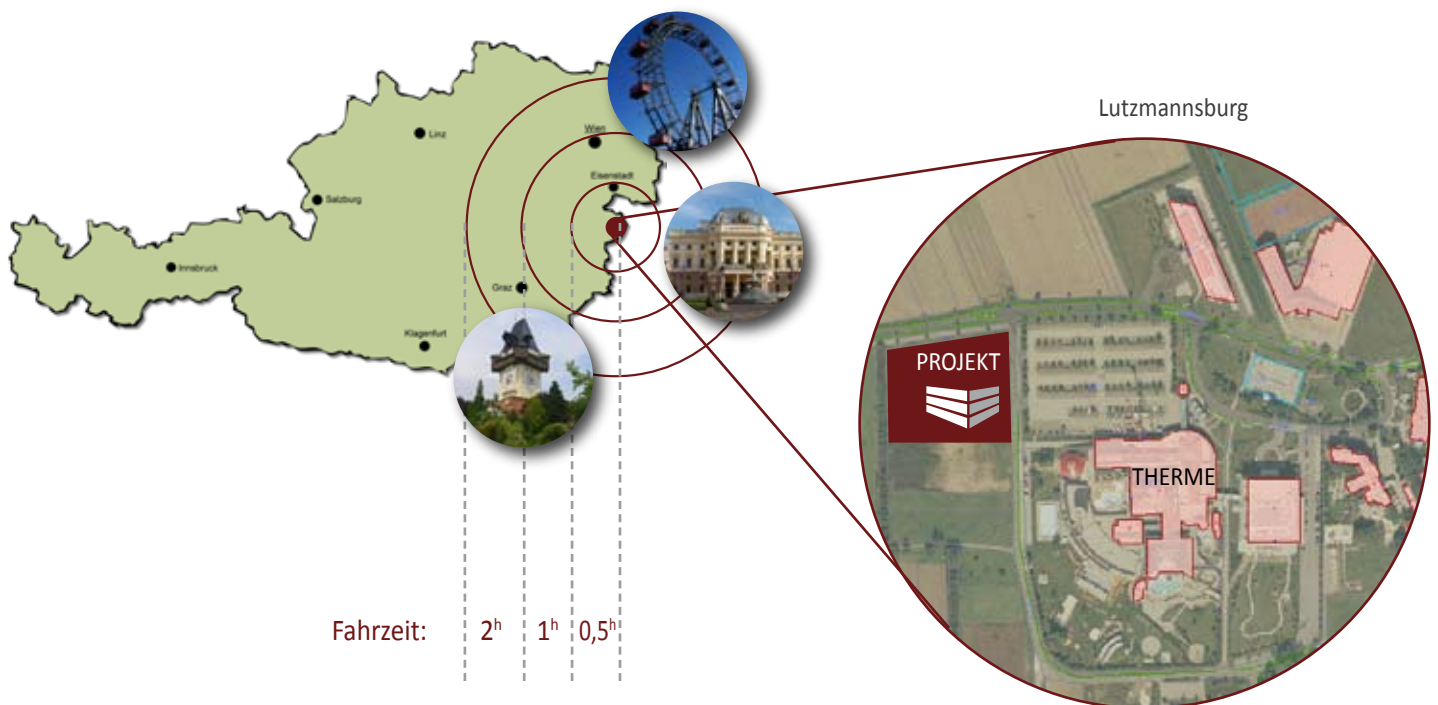 Lutzmannsburg
Linz
Wien
Eisenstadt
Salzburg
Innsbruck
Graz
Klagenfurt
PROJEKT
THERME
Fahrzeit: 2h 1h 0,5h